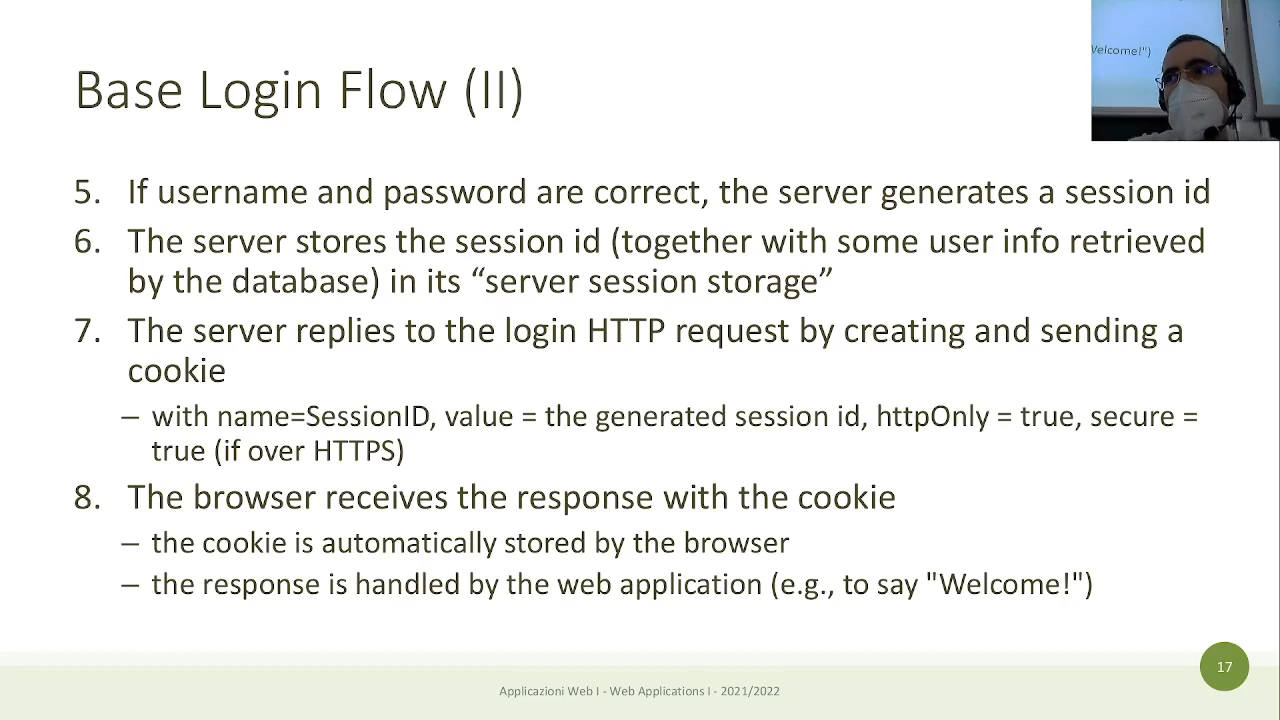 Welcome!")
Base Login Flow (II)
5. If username and password are correct, the server generates a session id
6. The server stores the session id (together with some user info retrieved
by the database) in its “server session storage”
7. The server replies to the login HTTP request by creating and sending a
cookie
– with name=SessionID, value = the generated session id, httpOnly = true, secure =
true (if over HTTPS)
8. The browser receives the response with the cookie
– the cookie is automatically stored by the browser
– the response is handled by the web application (e.g., to say "Welcome!")
17
Applicazioni Web I - Web Applications I - 2021/2022